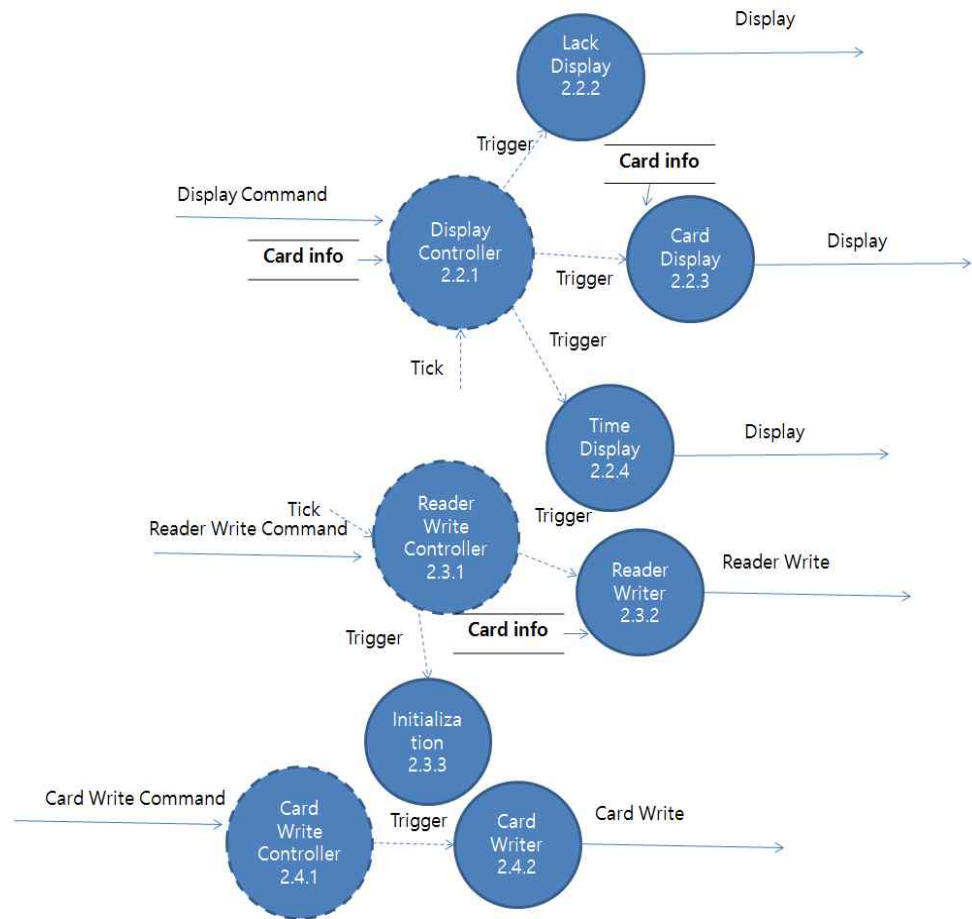 Display
Lack
Display
2.2.2
Trigger
Card info
Display Command
Display
Controller
2.2.1
Card
Display
2.2.3
Display
Card info
Trigger
Trigger
Tick
Time
Display
2.2.4
Display
Reader
Write
Controller
2.3.1
Tick
Trigger
Reader Write Command
Reader
Writer
2.3.2
Reader Write
Card info
Trigger
Initializa
tion
2.3.3
Card Write Command
Card
Write
Controller
2.4.1
Trigger
Card
Writer
2.4.2
Card Write